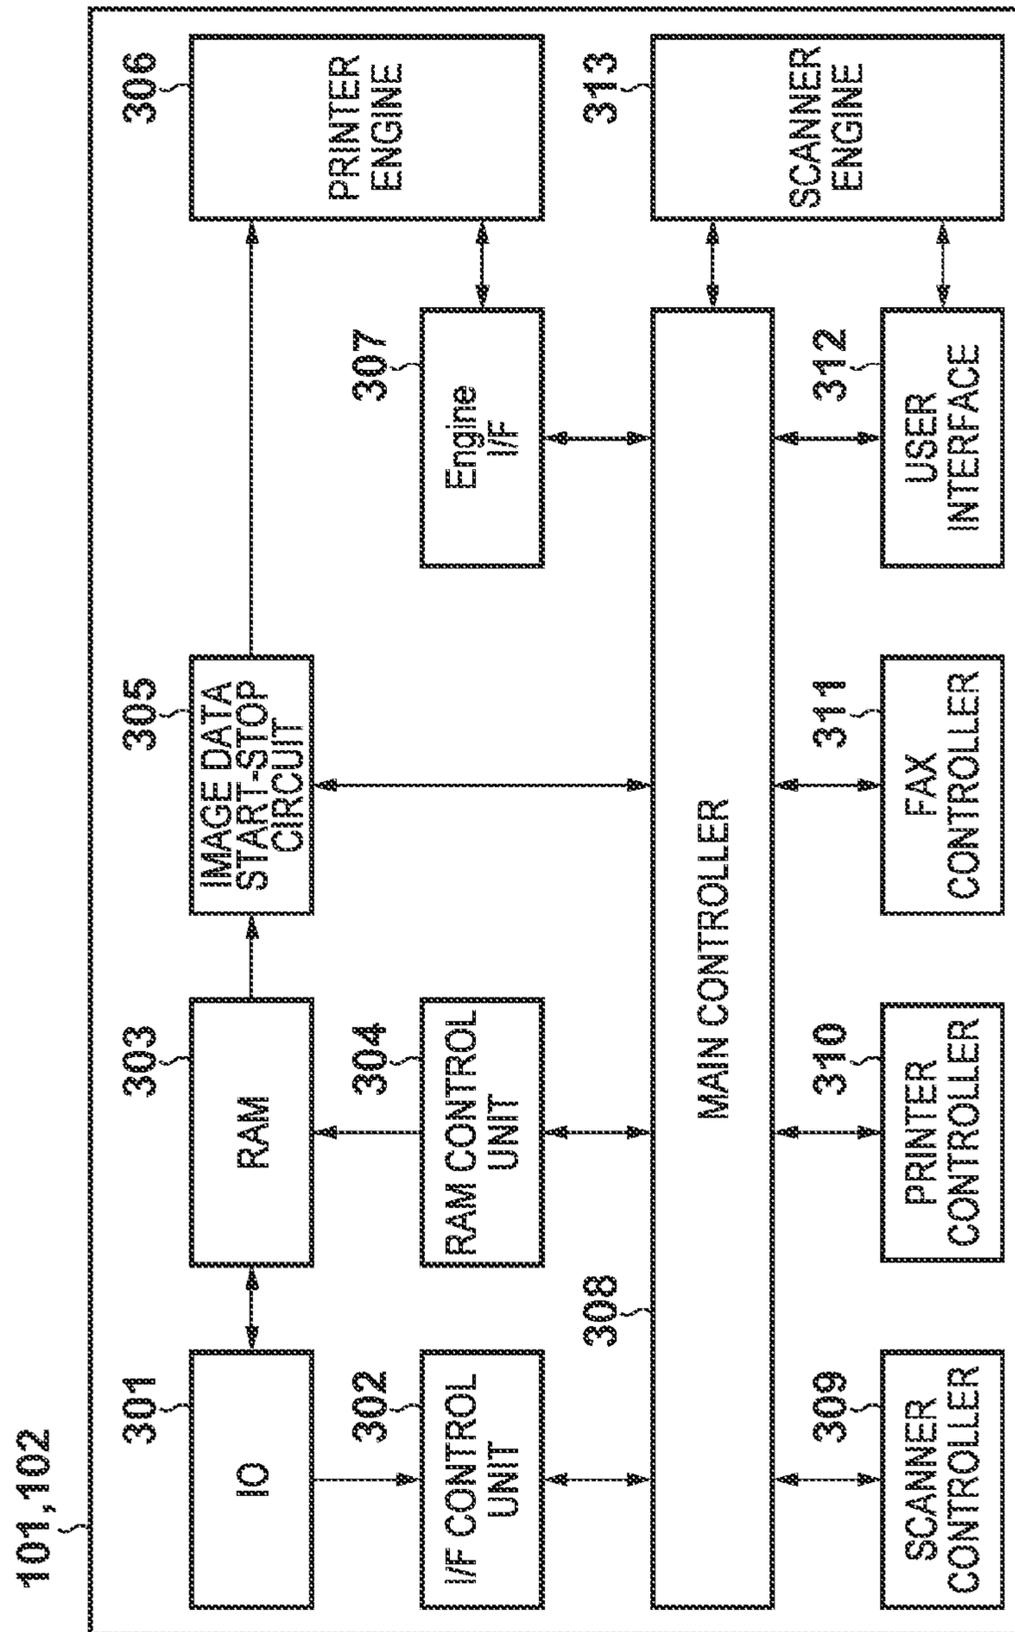 101,102
301
IO
303
RAM
305
IMAGE DATA
START-STOP
CIRCUIT
306
PRINTER
ENGINE
302
I/F CONTROL
UNIT
304
RAM CONTROL
UNIT
307
Engine
I/F
308
MAIN CONTROLLER
313
SCANNER
ENGINE
309
SCANNER
CONTROLLER
310
PRINTER
CONTROLLER
311
FAX
CONTROLLER
312
USER
INTERFACE